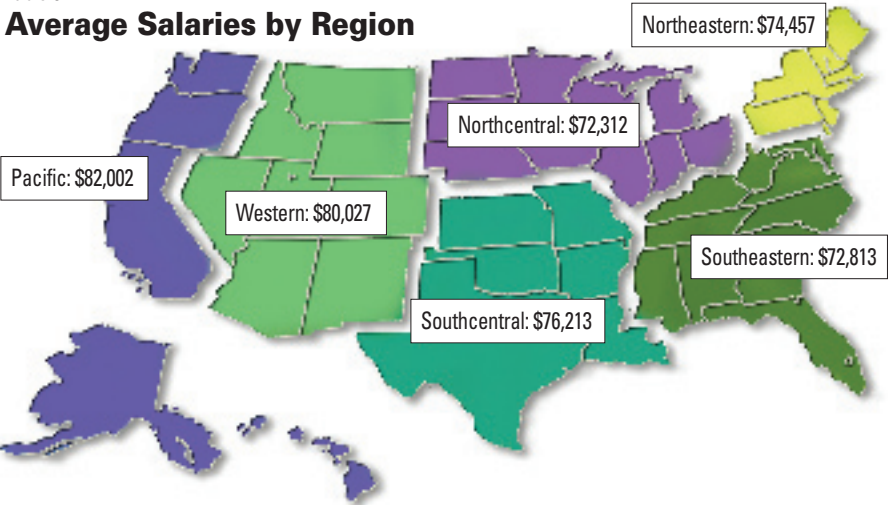 Average Salaries by Region
Northeastern: $74,457
Northcentral: $72,312
Pacific: $82,002
Western: $80,027
Southeastern: $72,813
Southcentral: $76,213